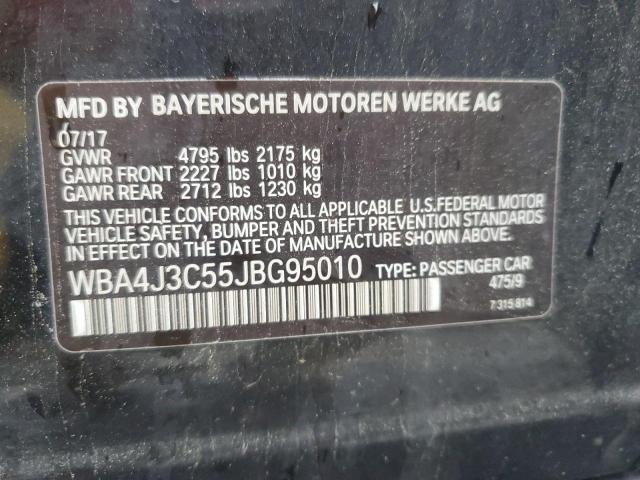 MFD BY BAYERISCHE MOTOREN WERKE AG
07/17
GVWR 4795 lbs 2175 kg
GAWR FRONT 2227 lbs 1010 kg
GAWR REAR 2712 lbs 1230 kg
THIS VEHICLE CONFORMS TO ALL APPLICABLE U.S.FEDERAL MOTOR
VEHICLE SAFETY, BUMPER AND THEFT PREVENTION STANDARDS
IN EFFECT ON THE DATE OF MANUFACTURE SHOWN ABOVE.
WBA4J3C55JBG95010 TYPE: PASSENGER CAR
475/9
7 315 814